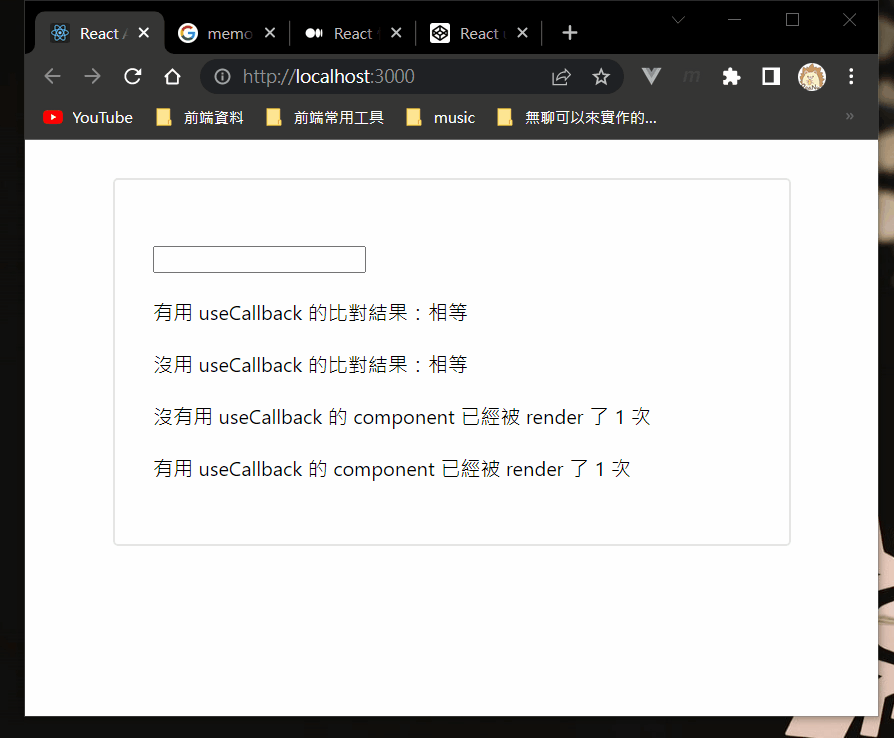 React A
memo
React
React
http://localhost:3000
YouTube
前端資料
前端常用工具
music
無聊可以來實作的...
有用 useCallback 的比對結果：相等
沒用 useCallback 的比對結果：相等
沒有用 useCallback 的 component 已經被 render 了 1 次
有用 useCallback 的 component 已經被 render 了 1 次